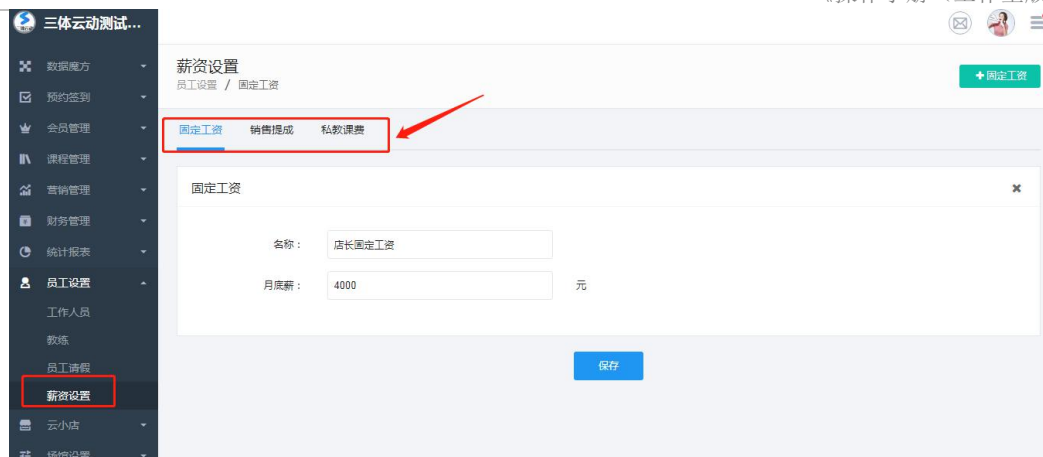 三体云动测试...
数据魔方
预约签到
会员管理
课程管理
营销管理
财务管理
统计报表
员工设置
工作人员
教练
员工请假
薪资设置
云小店
场馆设置
薪资设置
员工设置 / 固定工资
+固定工资
固定工资 销售提成 私教课费
固定工资
名称： 店长固定工资
月底薪： 4000 元
保存